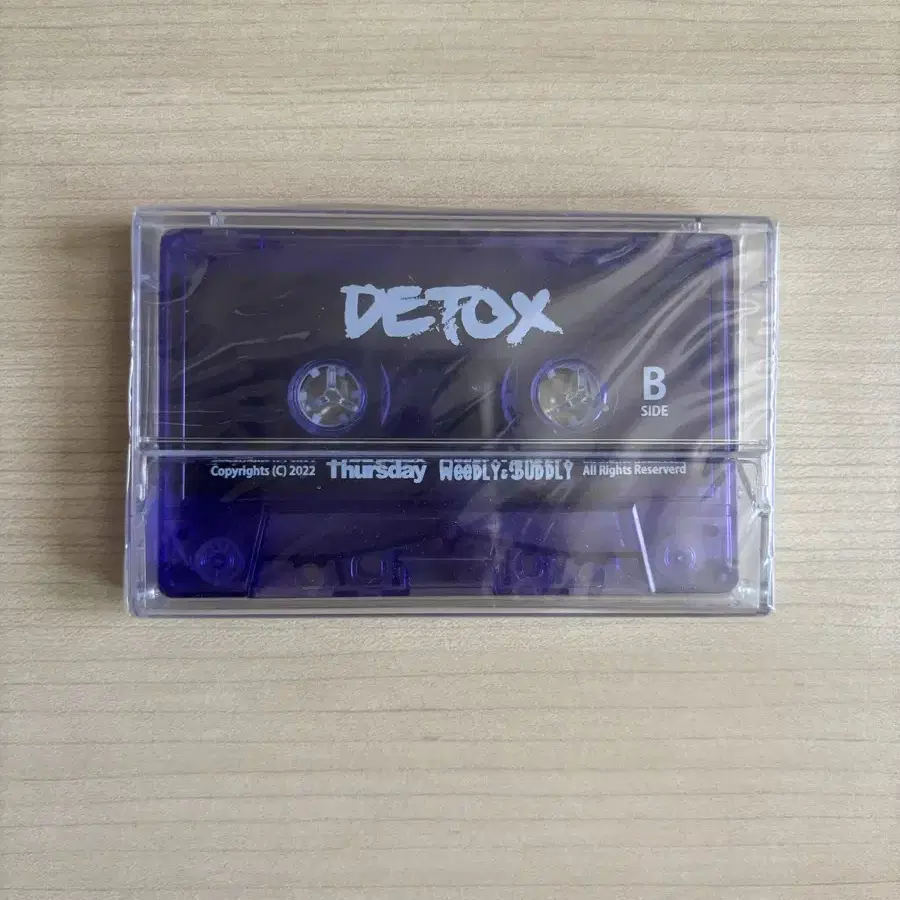 DETOX
B
SIDE
Copyrights (C) 2022 Thursday WeeDLY & BUDDLY All Rights Reserverd